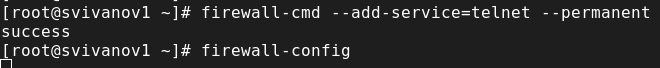 [root@svivanov1 ~]# firewall-cmd --add-service=telnet --permanent
success
[root@svivanov1 ~]# firewall-config